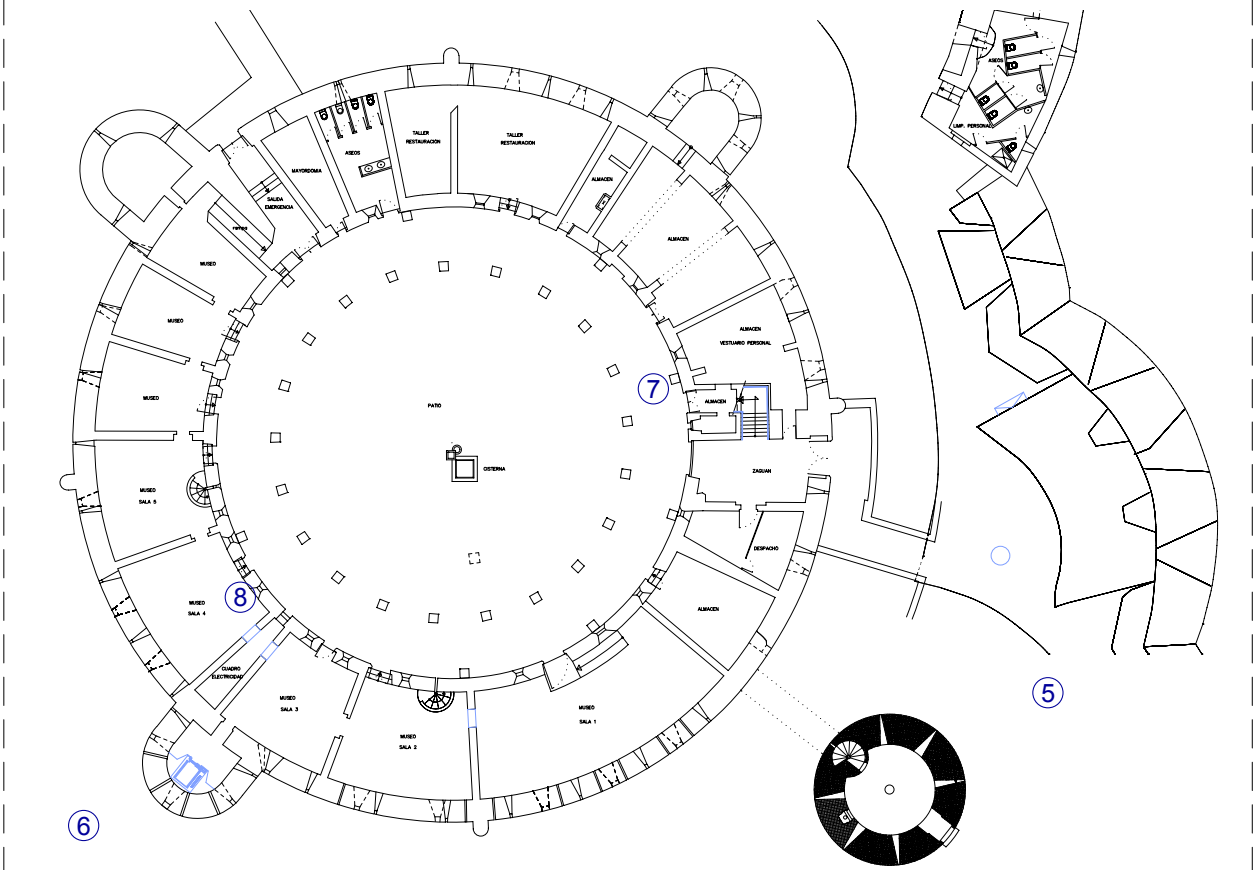 ASEOS
LIMP. PERSONAL
TALLER
RESTAURACION
TALLER
RESTAURACION
ASEOS
MAYORDOMIA
ALMACEN
SALIDA
EMERGENCIA
MUSEO
ALMACEN
MUSEO
ALMACEN
VESTUARIO PERSONAL
7
MUSEO
ALMACEN
PATIO
CISTERNA
ZAGUAN
MUSEO
SALA 5
DESPACHO
8
MUSEO
SALA 4
ALMACEN
CUADRO
ELECTRICIDAD
MUSEO
SALA 3
MUSEO
SALA 1
5
MUSEO
SALA 2
6